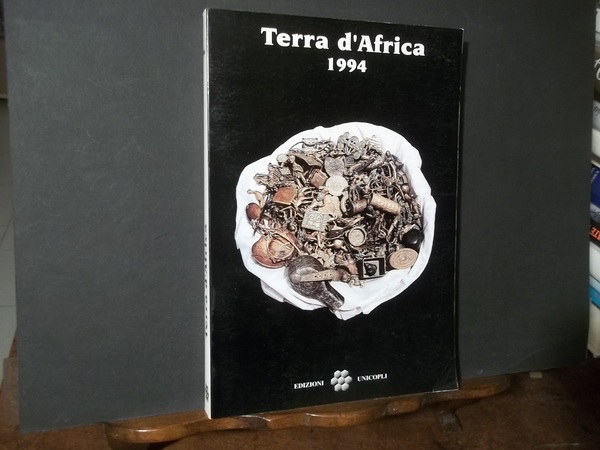 Terra d'Africa
1994
EDIZIONI UNICOPLI